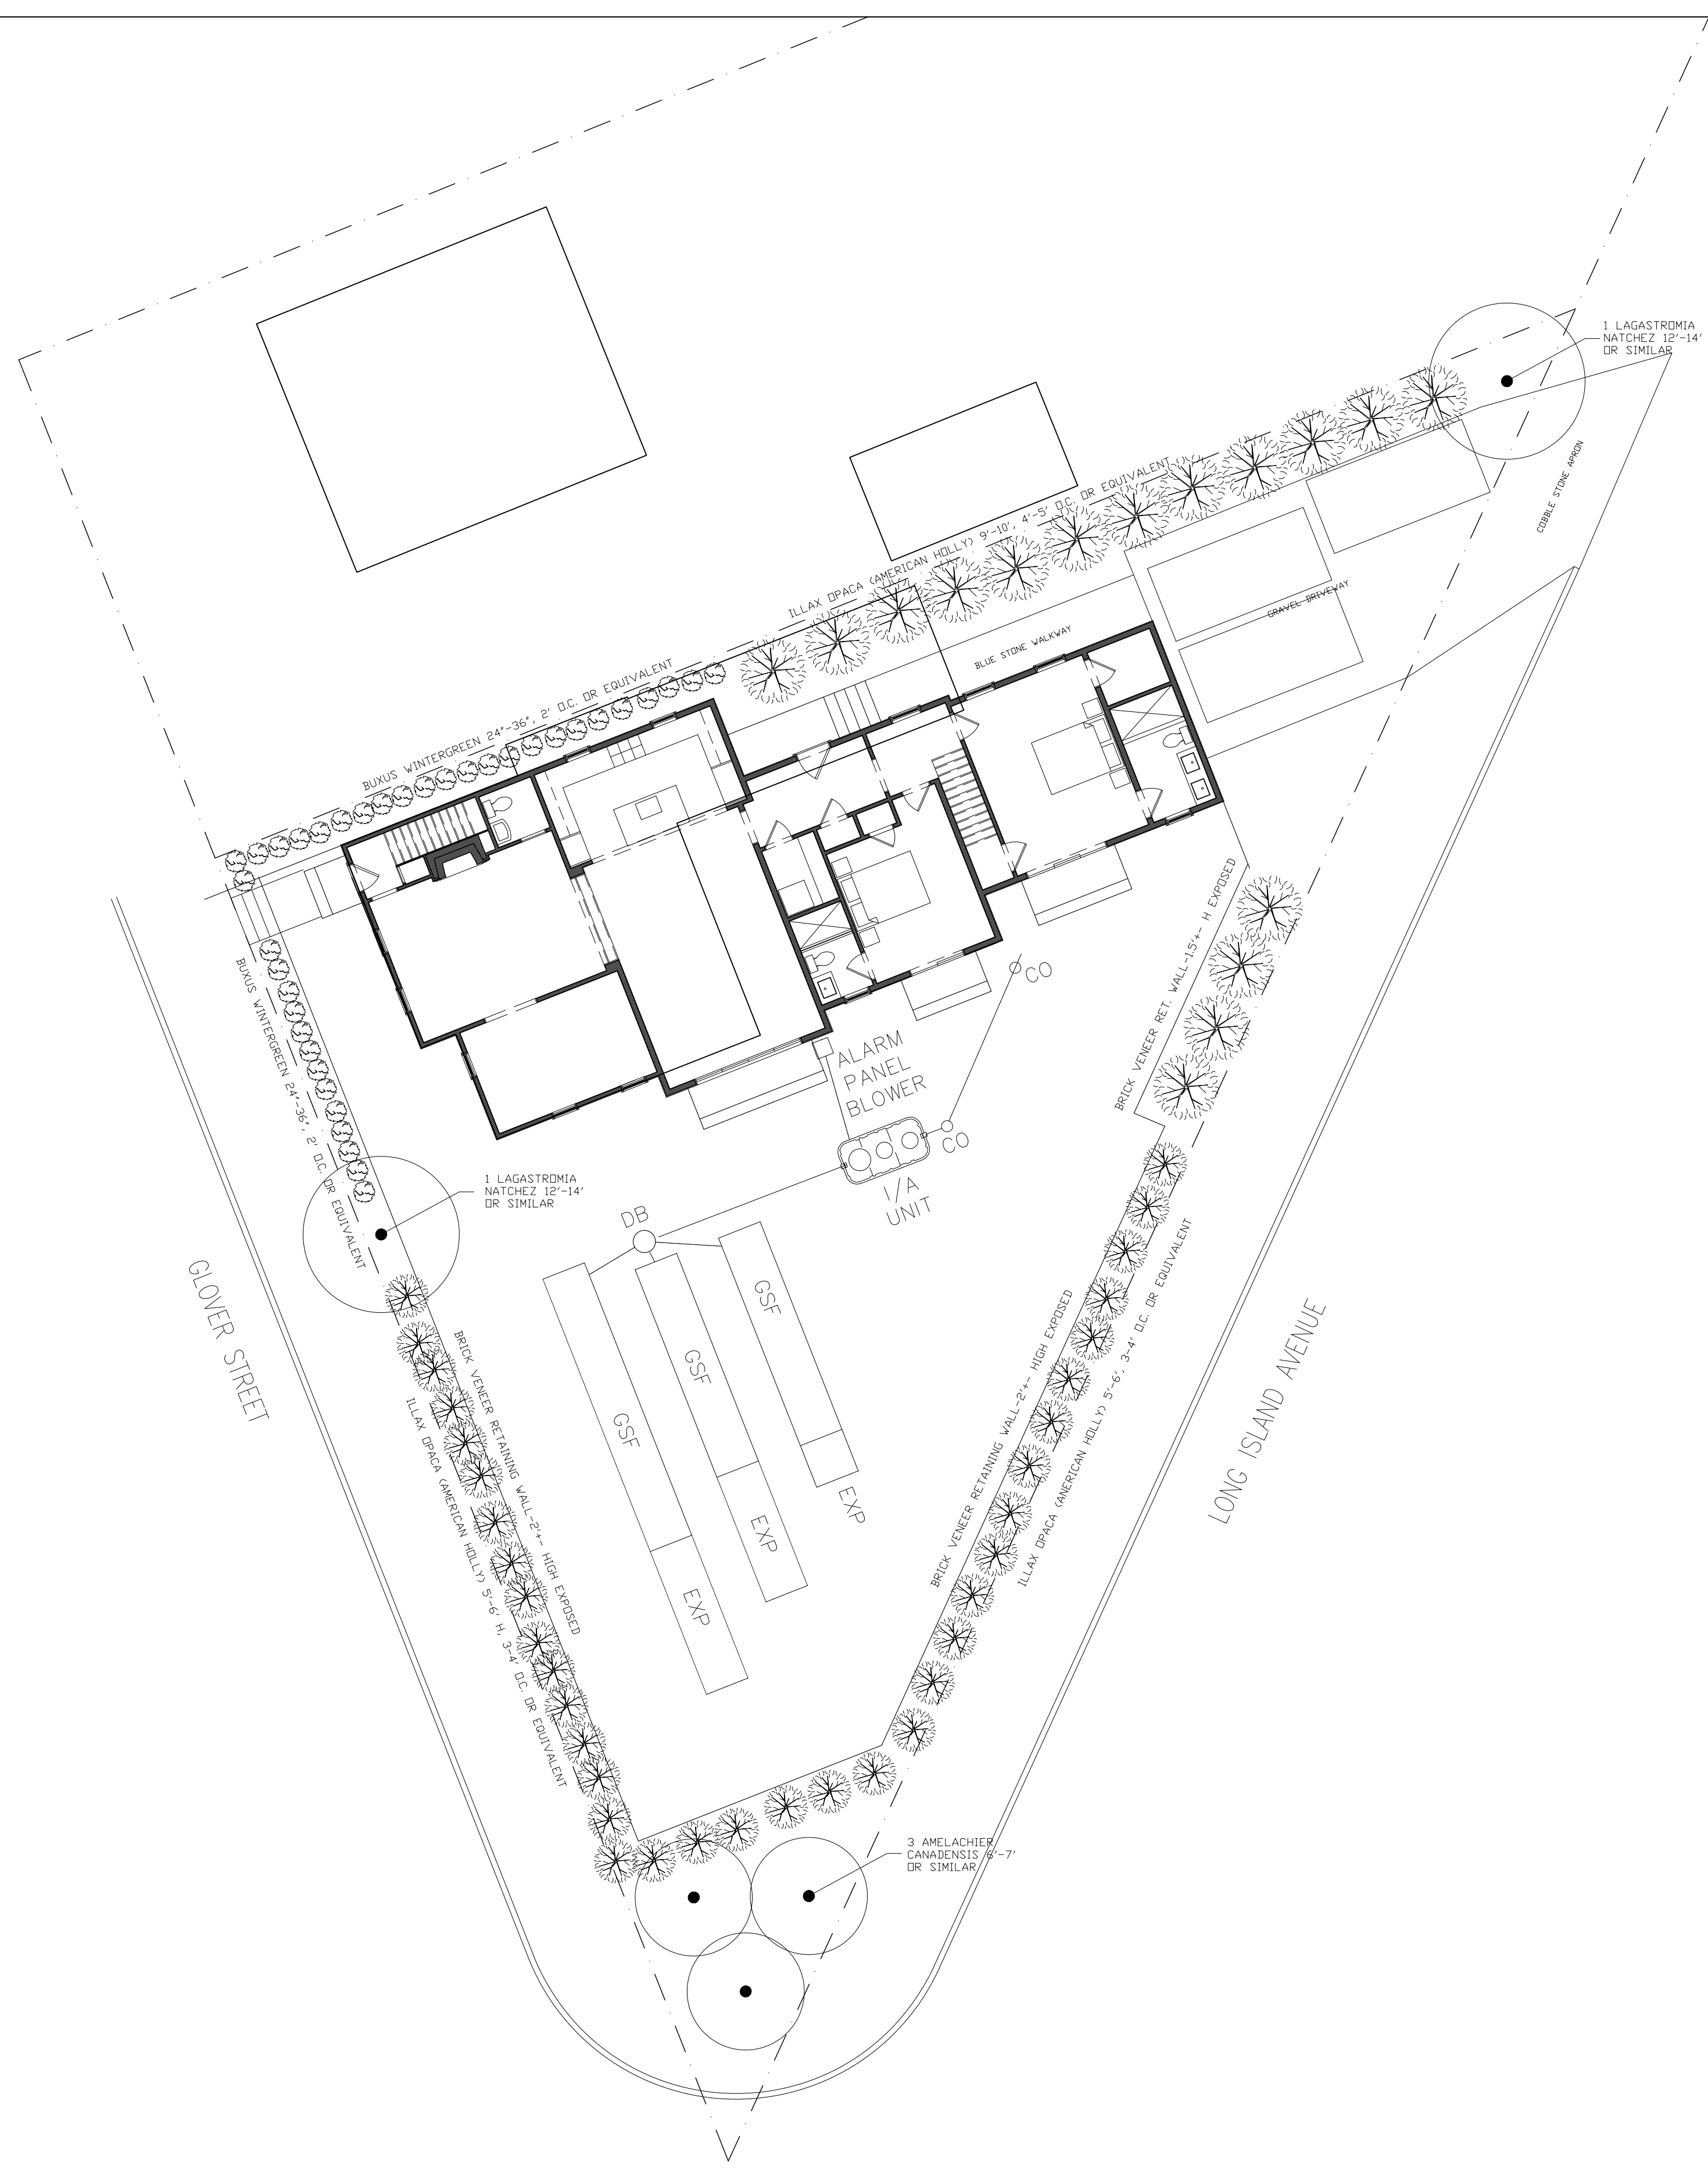 1 LAGASTROMIA
NATCHEZ 12'-14'
OR SIMILAR
COBBLE STONE APRON
ILLAX OPACA (AMERICAN HOLLY) 9'-10', 4'-5' O.C. OR EQUIVALENT
GRAVEL DRIVEWAY
BLUE STONE WALKWAY
BUXUS WINTERGREEN 24"-36", 2' O.C. OR EQUIVALENT
BUXUS WINTERGREEN 24"-36", 2' O.C. OR EQUIVALENT
BRICK VENEER RET. WALL-1.5'+- H EXPOSED
CO
ALARM
PANEL
BLOWER
CO
I/A
UNIT
1 LAGASTROMIA
NATCHEZ 12'-14'
OR SIMILAR
DB
GSF
GSF
GSF
EXP
EXP
EXP
GLOVER STREET
LONG ISLAND AVENUE
BRICK VENEER RETAINING WALL-2'+- HIGH EXPOSED
ILLAX OPACA (AMERICAN HOLLY) 5'-6' H, 3-4' O.C. OR EQUIVALENT
BRICK VENEER RETAINING WALL-2'+- HIGH EXPOSED
ILLAX OPACA (ANERICAN HOLLY) 5'-6', 3-4' O.C. OR EQUIVALENT
3 AMELACHIER
CANADENSIS 6'-7'
OR SIMILAR